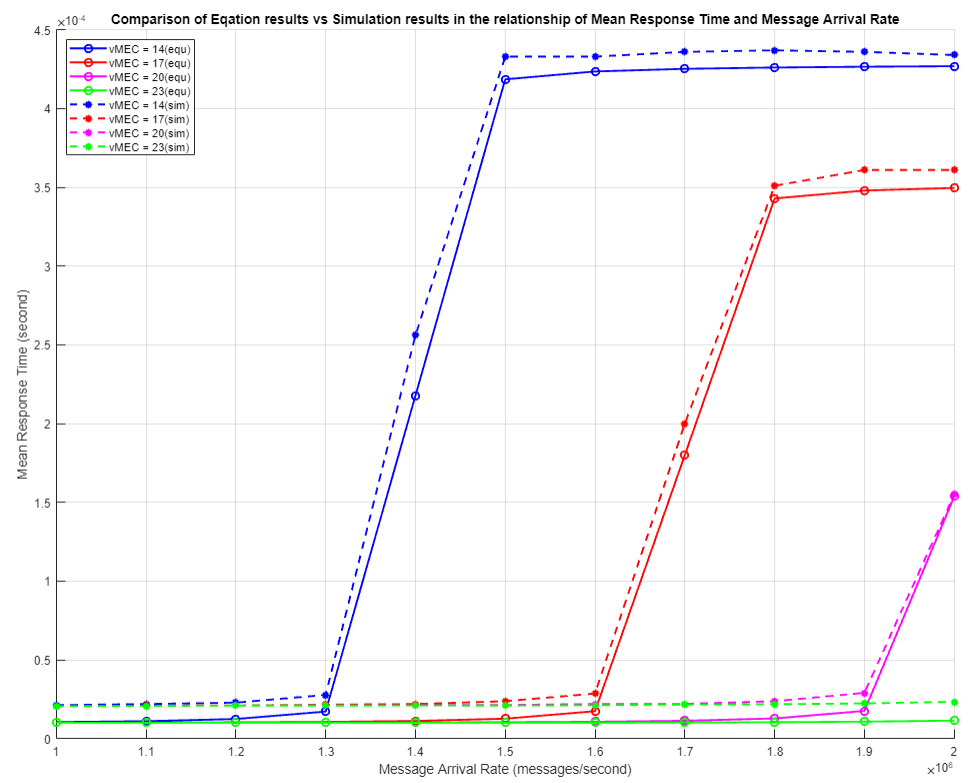 Comparison of Eqation results vs Simulation results in the relationship of Mean Response Time and Message Arrival Rate
×10-4
4.5
4
3.5
3
2.5
2
1.5
1
0.5
0
Mean Response Time (second)
vMEC = 14(equ)
vMEC = 17(equ)
vMEC = 20(equ)
vMEC = 23(equ)
vMEC = 14(sim)
vMEC = 17(sim)
vMEC = 20(sim)
vMEC = 23(sim)
1 1.1 1.2 1.3 1.4 1.5 1.6 1.7 1.8 1.9 2
×10⁶
Message Arrival Rate (messages/second)